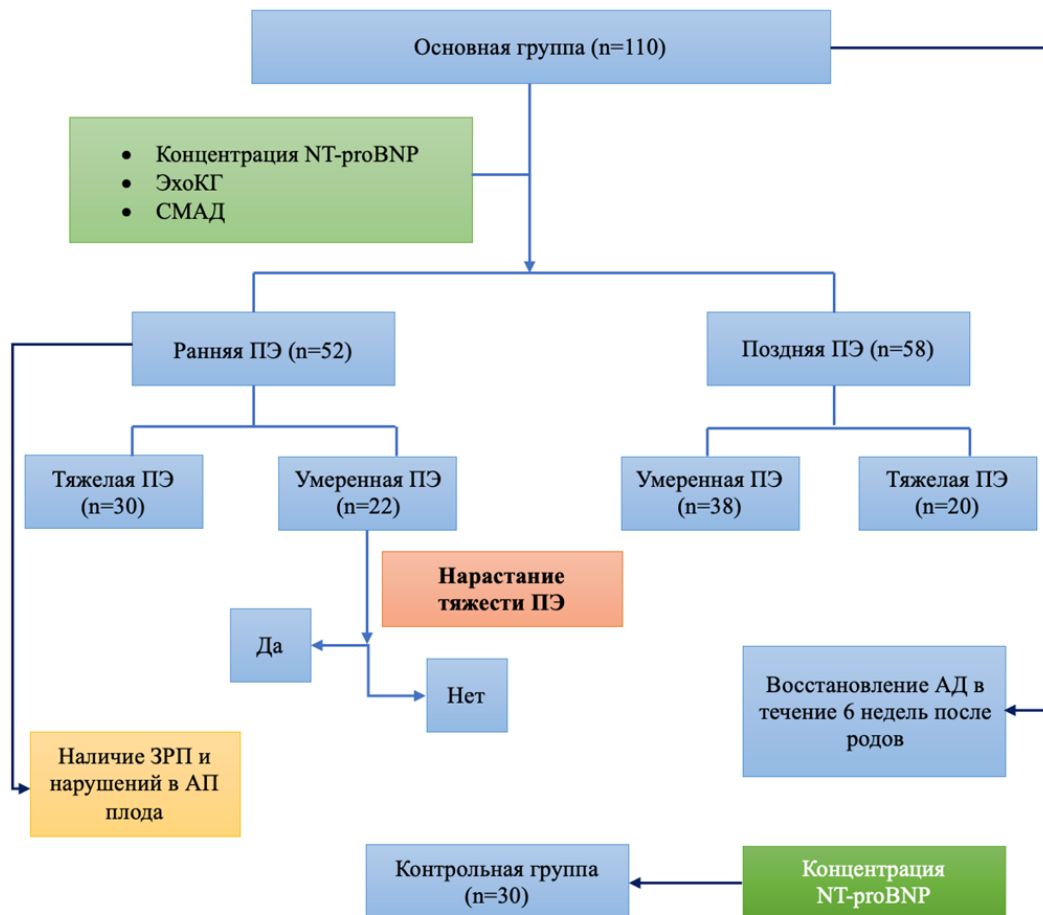 Основная группа (n=110)
• Концентрация NT-proBNP
• ЭхоКГ
• СМАД
Ранняя ПЭ (n=52)
Поздняя ПЭ (n=58)
Тяжелая ПЭ
(n=30)
Умеренная ПЭ
(n=22)
Умеренная ПЭ
(n=38)
Тяжелая ПЭ
(n=20)
Нарастание
тяжести ПЭ
Да
Нет
Восстановление АД в
течение 6 недель после
родов
Наличие ЗРП и
нарушений в АП
плода
Контрольная группа
(n=30)
Концентрация
NT-proBNP